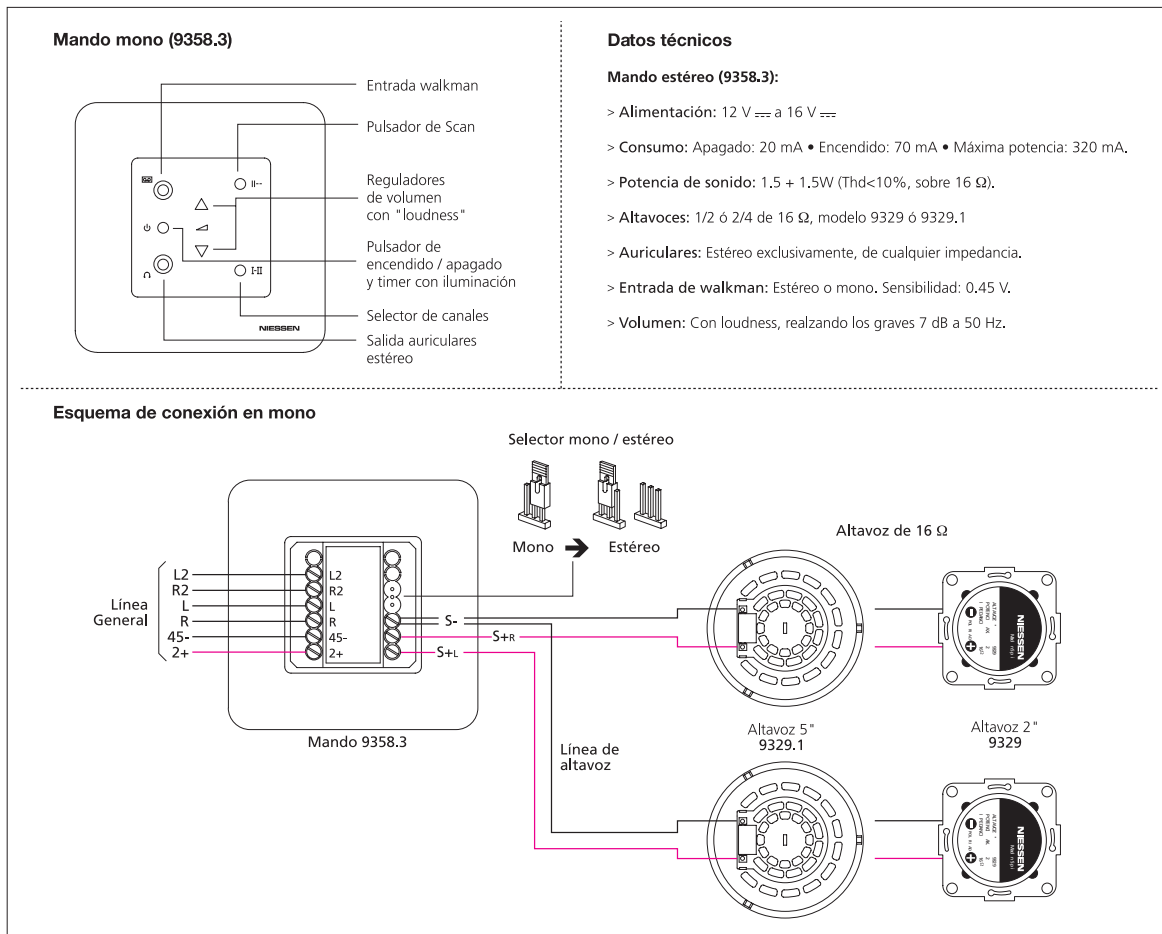 Mando mono (9358.3)
Entrada walkman
Pulsador de Scan
Reguladores
de volumen
con "loudness"
Pulsador de
encendido / apagado
y timer con iluminación
Selector de canales
Salida auriculares
estéreo
II--
I-II
NIESSEN
Datos técnicos
Mando estéreo (9358.3):
> Alimentación: 12 V ⎓ a 16 V ⎓
> Consumo: Apagado: 20 mA • Encendido: 70 mA • Máxima potencia: 320 mA.
> Potencia de sonido: 1.5 + 1.5W (Thd<10%, sobre 16 Ω).
> Altavoces: 1/2 ó 2/4 de 16 Ω, modelo 9329 ó 9329.1
> Auriculares: Estéreo exclusivamente, de cualquier impedancia.
> Entrada de walkman: Estéreo o mono. Sensibilidad: 0.45 V.
> Volumen: Con loudness, realzando los graves 7 dB a 50 Hz.
Esquema de conexión en mono
Selector mono / estéreo
Mono
Estéreo
Altavoz de 16 Ω
Línea
General
L2
R2
L
R
45-
2+
L2
R2
L
R
45-
2+
S-
S+R
S+L
Mando 9358.3
Línea de
altavoz
Altavoz 5"
9329.1
Altavoz 2"
9329
NIESSEN
NIESSEN